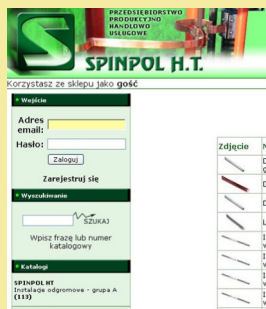 PRZEDSIĘBIORSTWO
PRODUKCYJNO
HANDLOWO
USŁUGOWE
SPINPOL H.T.
Korzystasz ze sklepu jako gość
Wejście
Adres email:
Hasło:
Zaloguj
Zarejestruj się
Wyszukiwanie
SZUKAJ
Wpisz frazę lub numer
katalogowy
Katalogi
SPINPOL HT
Instalacje odgromowe - grupa A
(113)
Zdjęcie